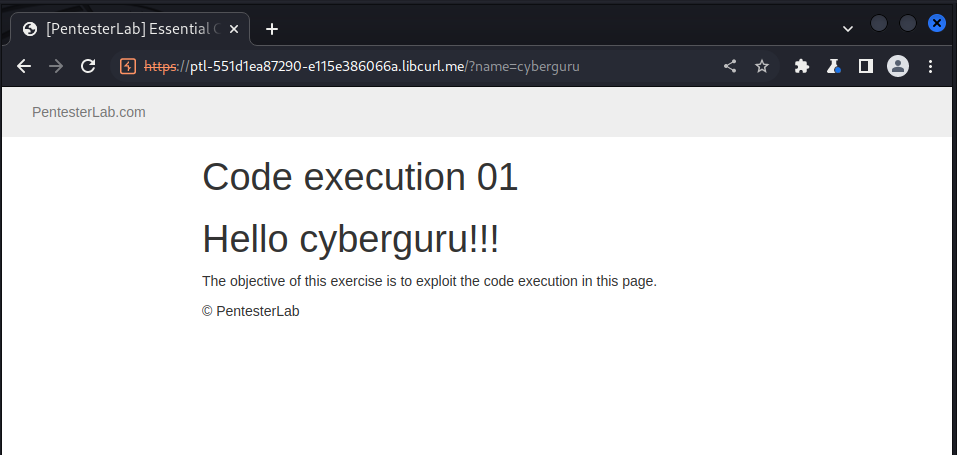 [PentesterLab] Essential C
https://ptl-551d1ea87290-e115e386066a.libcurl.me/?name=cyberguru
PentesterLab.com
Code execution 01
Hello cyberguru!!!
The objective of this exercise is to exploit the code execution in this page.
© PentesterLab